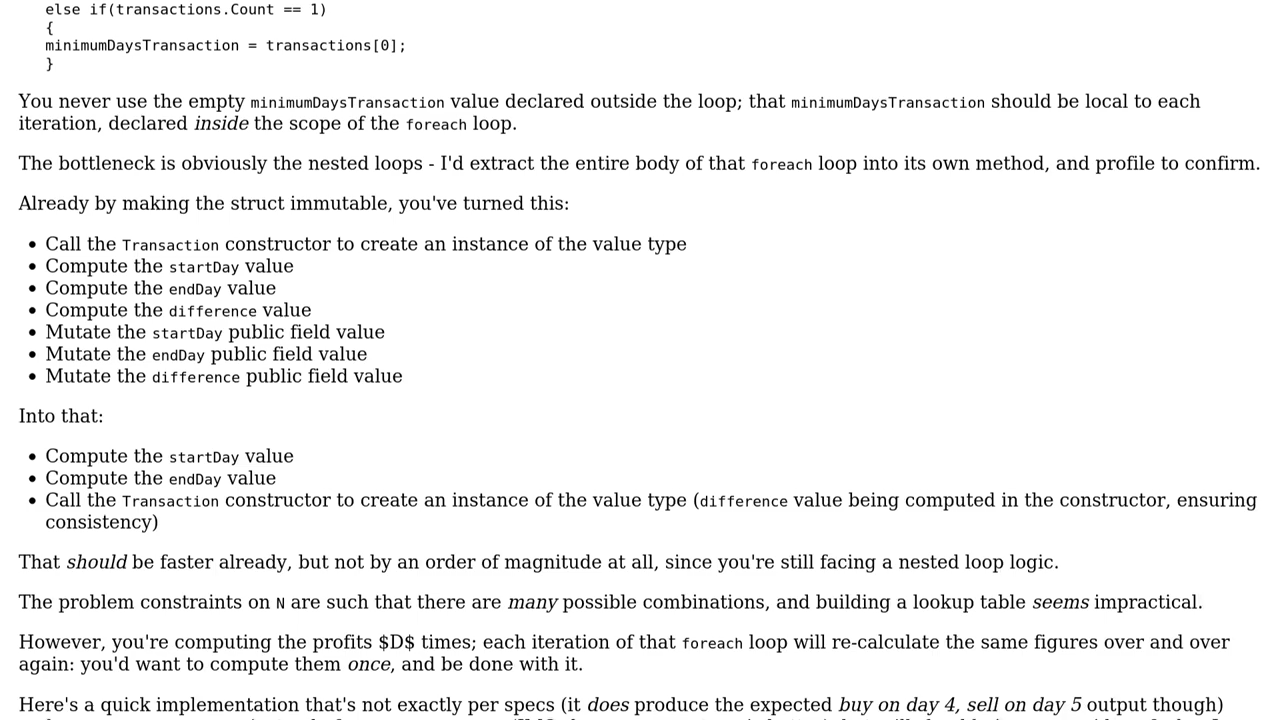 else if(transactions.Count == 1)
{
minimumDaysTransaction = transactions[0];
}
You never use the empty minimumDaysTransaction value declared outside the loop; that minimumDaysTransaction should be local to each
iteration, declared inside the scope of the foreach loop.
The bottleneck is obviously the nested loops - I'd extract the entire body of that foreach loop into its own method, and profile to confirm.
Already by making the struct immutable, you've turned this:
• Call the Transaction constructor to create an instance of the value type
• Compute the startDay value
• Compute the endDay value
• Compute the difference value
• Mutate the startDay public field value
• Mutate the endDay public field value
• Mutate the difference public field value
Into that:
• Compute the startDay value
• Compute the endDay value
• Call the Transaction constructor to create an instance of the value type (difference value being computed in the constructor, ensuring
consistency)
That should be faster already, but not by an order of magnitude at all, since you're still facing a nested loop logic.
The problem constraints on N are such that there are many possible combinations, and building a lookup table seems impractical.
However, you're computing the profits $D$ times; each iteration of that foreach loop will re-calculate the same figures over and over
again: you'd want to compute them once, and be done with it.
Here's a quick implementation that's not exactly per specs (it does produce the expected buy on day 4, sell on day 5 output though)